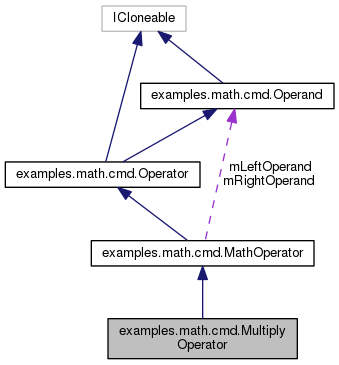 ICloneable
examples.math.cmd.Operand
examples.math.cmd.Operator
mLeftOperand
mRightOperand
examples.math.cmd.MathOperator
examples.math.cmd.Multiply
Operator